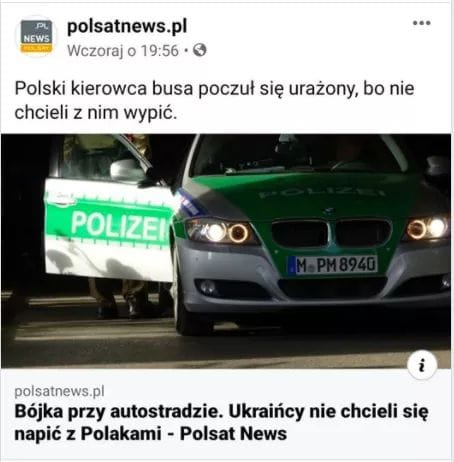 .PL
NEWS
POLSAT
polsatnews.pl
Wczoraj o 19:56 •
Polski kierowca busa poczuł się urażony, bo nie
chcieli z nim wypić.
POLIZEI
POLIZEI
M PM 8940
i
polsatnews.pl
Bójka przy autostradzie. Ukraińcy nie chcieli się
napić z Polakami - Polsat News